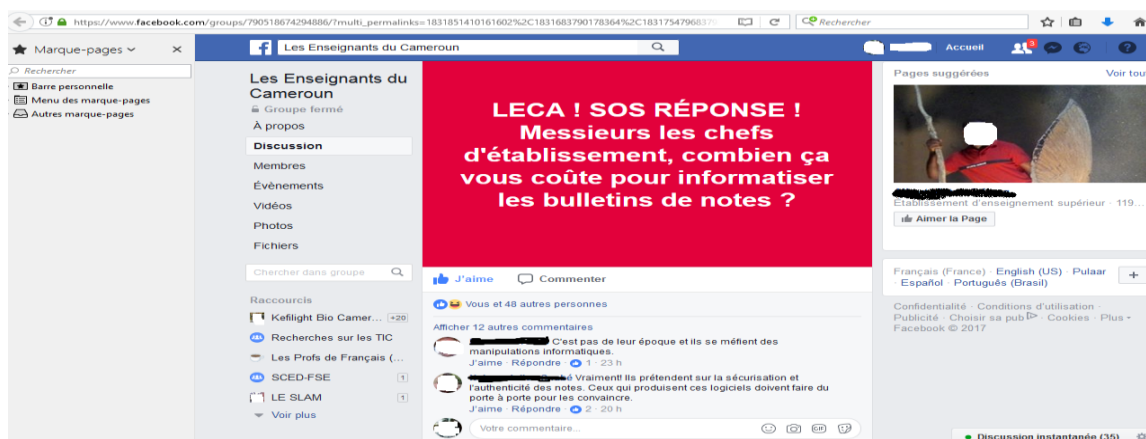 https://www.facebook.com/groups/790518674294886/?multi_permalinks=1831851410161602%2C1831683790178364%2C1831754796837
Rechercher
Marque-pages
Rechercher
Barre personnelle
Menu des marque-pages
Autres marque-pages
Les Enseignants du Cameroun
Accueil
3
Les Enseignants du
Cameroun
Groupe fermé
À propos
Discussion
Membres
Évènements
Vidéos
Photos
Fichiers
Chercher dans groupe
Raccourcis
Kefilight Bio Camer... +20
Recherches sur les TIC
Les Profs de Français (...
SCED-FSE 1
LE SLAM 1
Voir plus
LECA ! SOS RÉPONSE !
Messieurs les chefs
d'établissement, combien ça
vous coûte pour informatiser
les bulletins de notes ?
J'aime Commenter
Vous et 48 autres personnes
Afficher 12 autres commentaires
C'est pas de leur époque et ils se méfient des
manipulations informatiques.
J'aime · Répondre · 1 · 23 h
é Vraiment! Ils prétendent sur la sécurisation et
l'authenticité des notes. Ceux qui produisent ces logiciels doivent faire du
porte à porte pour les convaincre.
J'aime · Répondre · 2 · 20 h
Votre commentaire...
GIF
Pages suggérées Voir tou
Établissement d'enseignement supérieur · 119...
Aimer la Page
Français (France) · English (US) · Pulaar
· Español · Português (Brasil)
Confidentialité · Conditions d'utilisation ·
Publicité · Choisir sa pub · Cookies · Plus
Facebook © 2017
Discussion instantanée (35)